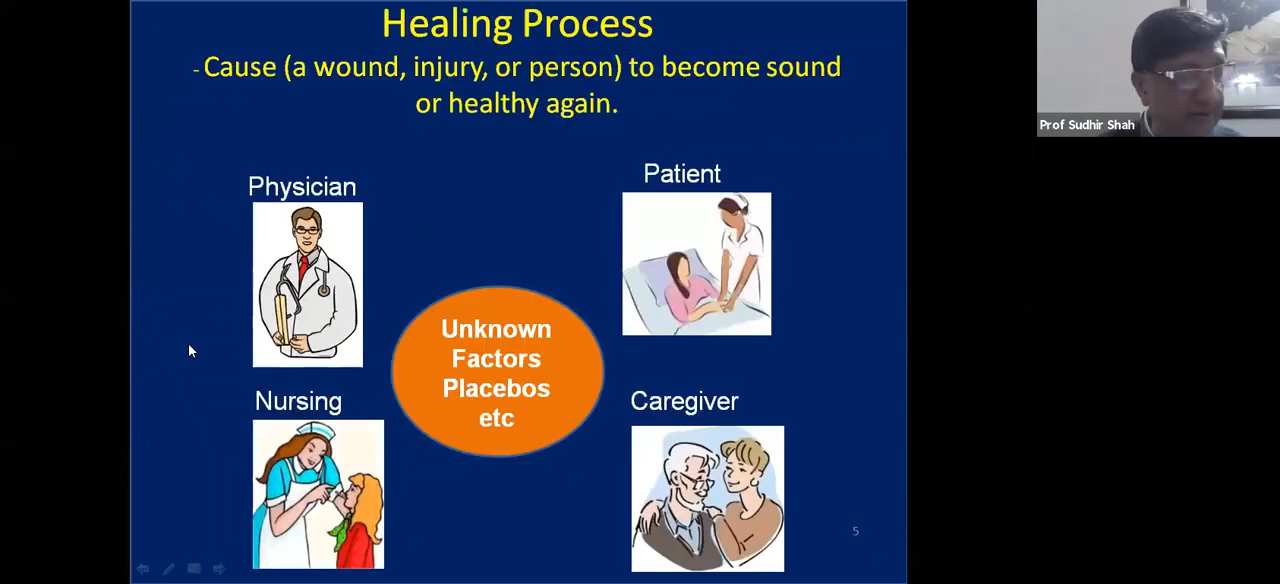 Healing Process
- Cause (a wound, injury, or person) to become sound
or healthy again.
Prof Sudhir Shah
Physician
Patient
Unknown
Factors
Placebos
etc
Nursing
Caregiver
5